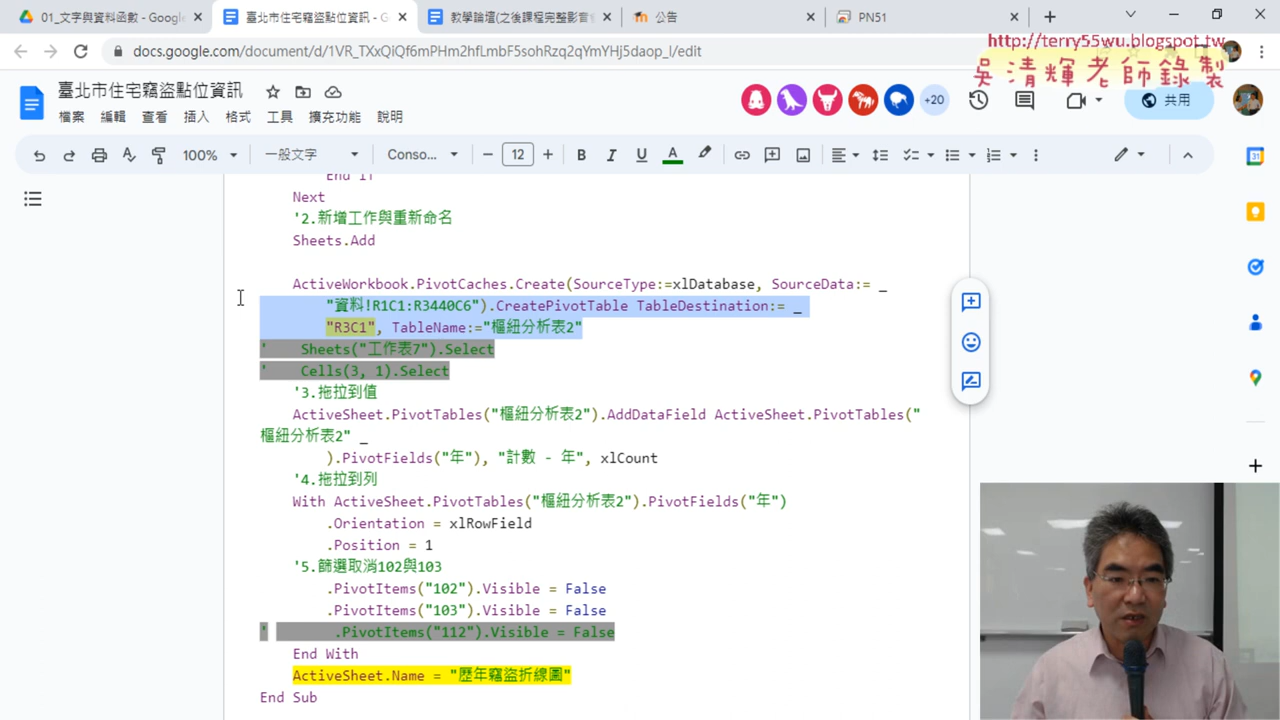 01_文字與資料函數 - Google
臺北市住宅竊盜點位資訊 - G
教學論壇(之後課程完整影音
公告
PN51
docs.google.com/document/d/1VR_TXxQiQf6mPHm2hfLmbF5sohRzq2qYmYHj5daop_I/edit
http://terry55wu.blogspot.tw
吳清輝老師錄製
臺北市住宅竊盜點位資訊
檔案 編輯 查看 插入 格式 工具 擴充功能 說明
+20
共用
100% 一般文字 Conso... 12 B I U A
End If
Next
'2.新增工作與重新命名
Sheets.Add
ActiveWorkbook.PivotCaches.Create(SourceType:=xlDatabase, SourceData:= _
"資料!R1C1:R3440C6").CreatePivotTable TableDestination:= _
"R3C1", TableName:="樞紐分析表2"
' Sheets("工作表7").Select
' Cells(3, 1).Select
'3.拖拉到值
ActiveSheet.PivotTables("樞紐分析表2").AddDataField ActiveSheet.PivotTables("
樞紐分析表2" _
).PivotFields("年"), "計數 - 年", xlCount
'4.拖拉到列
With ActiveSheet.PivotTables("樞紐分析表2").PivotFields("年")
.Orientation = xlRowField
.Position = 1
'5.篩選取消102與103
.PivotItems("102").Visible = False
.PivotItems("103").Visible = False
' .PivotItems("112").Visible = False
End With
ActiveSheet.Name = "歷年竊盜折線圖"
End Sub